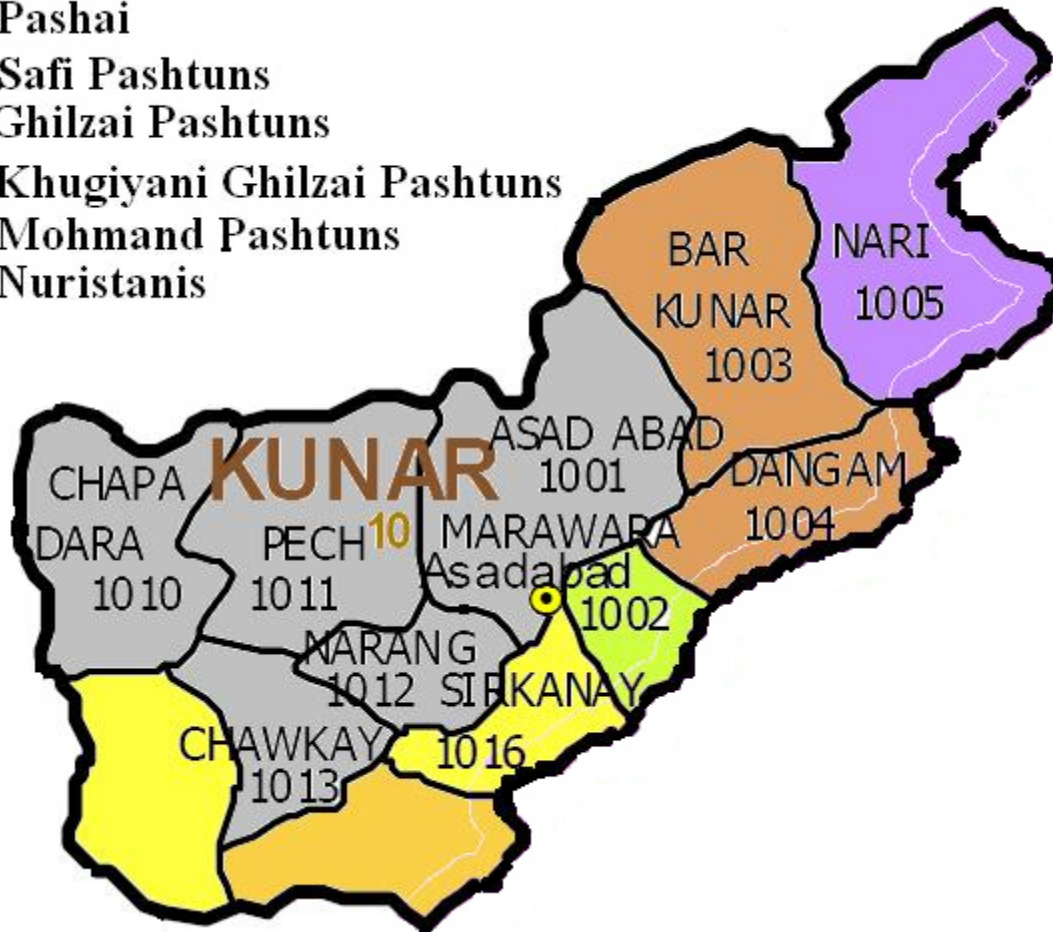 Pashai
Safi Pashtuns
Ghilzai Pashtuns
Khugiyani Ghilzai Pashtuns
Mohmand Pashtuns
Nuristanis
BAR
KUNAR
1003
NARI
1005
ASAD ABAD
1001
KUNAR
10
CHAPA
DARA
1010
PECH
1011
DANGAM
1004
MARAWARA
1002
Asadabad
NARANG
1012
SIRKANAY
1016
CHAWKAY
1013